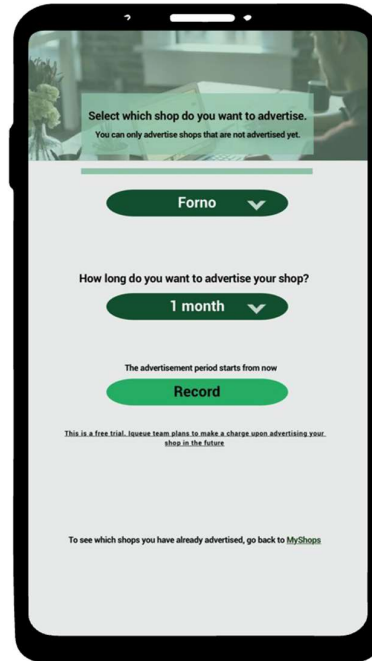 Select which shop do you want to advertise.
You can only advertise shops that are not advertised yet.
Forno
How long do you want to advertise your shop?
1 month
The advertisement period starts from now
Record
This is a free trial. Iqueue team plans to make a charge upon advertising your
shop in the future
To see which shops you have already advertised, go back to MyShops